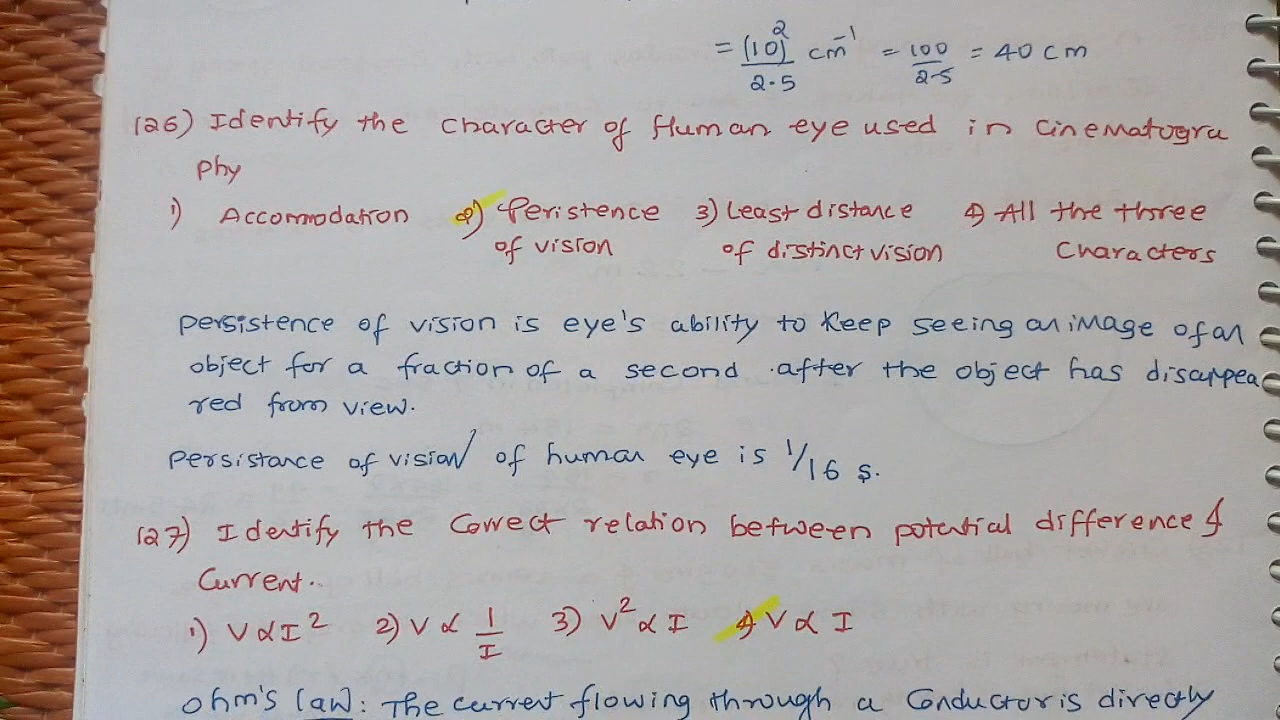 = (10)² / 2.5 cm⁻¹ = 100 / 2.5 = 40 cm
126) Identify the character of Human eye used in cinematogra
phy
1) Accommodation 2) Peristence 3) Least distance 4) All the three
of vision of distinct vision characters
Persistence of vision is eye's ability to keep seeing an image of an
object for a fraction of a second after the object has disappea
red from view.
Persistance of vision of human eye is 1/16 s.
127) Identify the correct relation between potential difference &
current.
1) V ∝ I² 2) V ∝ 1/I 3) V² ∝ I 4) V ∝ I
Ohm's law: The current flowing through a conductor is directly